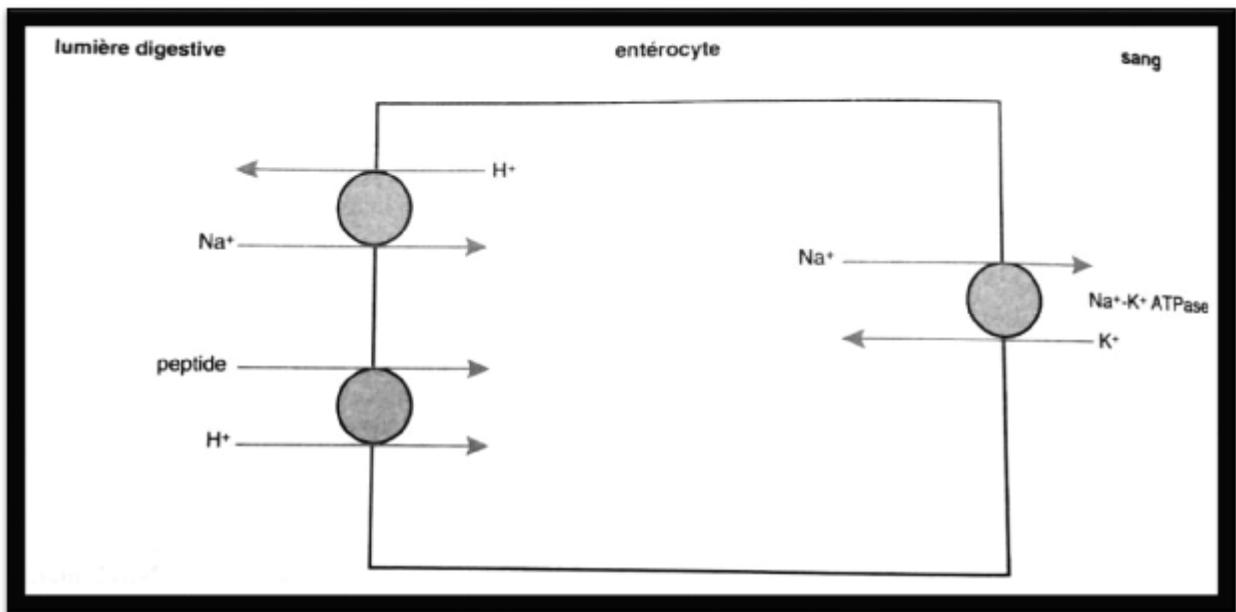 lumière digestive
entérocyte
sang
H+
Na+
Na+
Na+-K+ ATPase
K+
peptide
H+